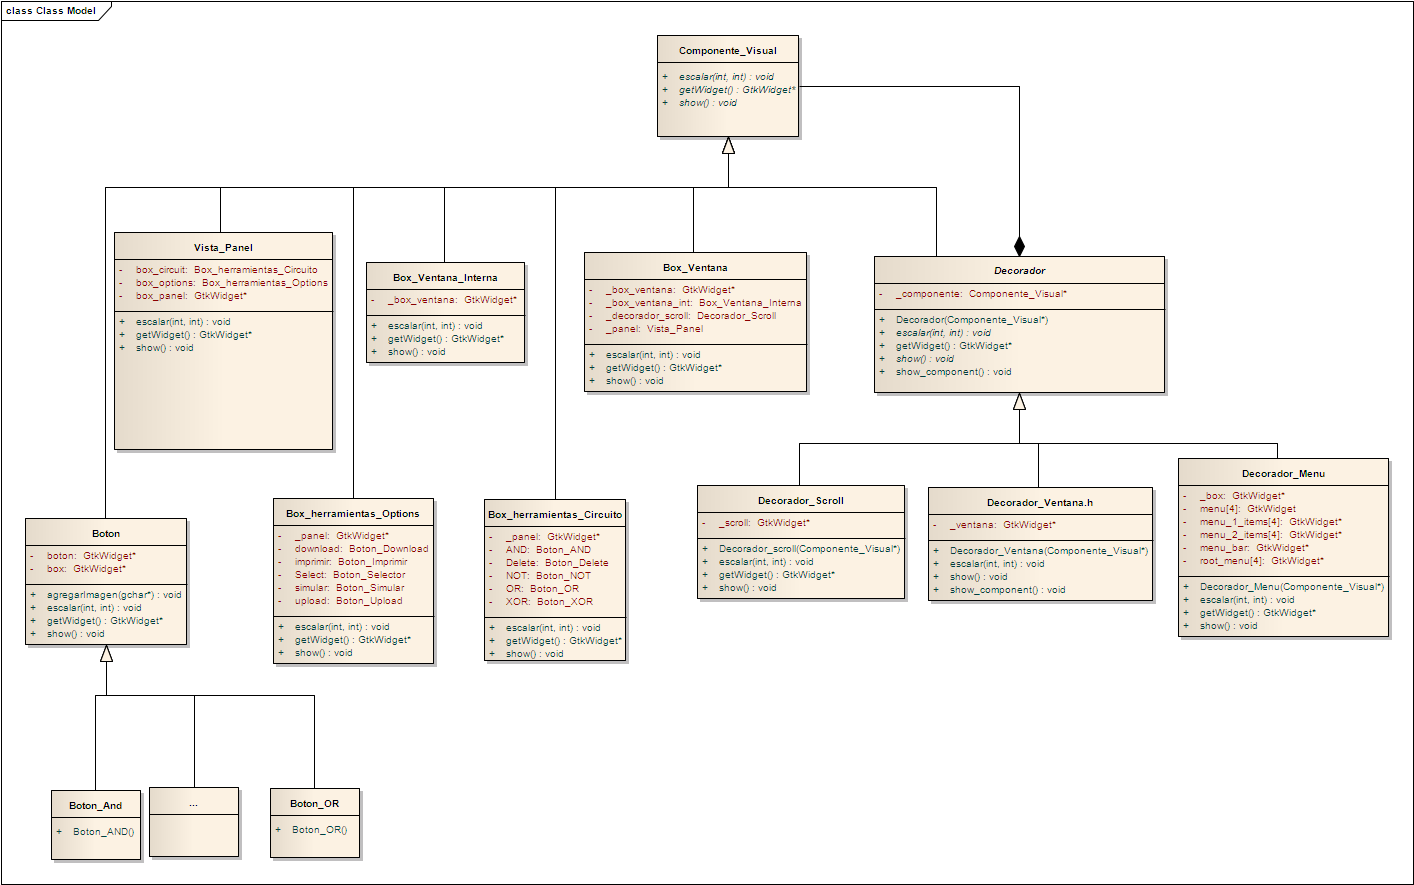 class Class Model
Componente_Visual
+ escalar(int, int) : void
+ getWidget() : GtkWidget*
+ show() : void
Vista_Panel
- box_circuit: Box_herramientas_Circuito
- box_options: Box_herramientas_Options
- box_panel: GtkWidget*
+ escalar(int, int) : void
+ getWidget() : GtkWidget*
+ show() : void
Box_Ventana_Interna
- _box_ventana: GtkWidget*
+ escalar(int, int) : void
+ getWidget() : GtkWidget*
+ show() : void
Box_Ventana
- _box_ventana: GtkWidget*
- _box_ventana_int: Box_Ventana_Interna
- _decorador_scroll: Decorador_Scroll
- _panel: Vista_Panel
+ escalar(int, int) : void
+ getWidget() : GtkWidget*
+ show() : void
Decorador
- _componente: Componente_Visual*
+ Decorador(Componente_Visual*)
+ escalar(int, int) : void
+ getWidget() : GtkWidget*
+ show() : void
+ show_component() : void
Boton
- boton: GtkWidget*
- box: GtkWidget*
+ agregarImagen(gchar*) : void
+ escalar(int, int) : void
+ getWidget() : GtkWidget*
+ show() : void
Box_herramientas_Options
- _panel: GtkWidget*
- download: Boton_Download
- imprimir: Boton_Imprimir
- Select: Boton_Selector
- simular: Boton_Simular
- upload: Boton_Upload
+ escalar(int, int) : void
+ getWidget() : GtkWidget*
+ show() : void
Box_herramientas_Circuito
- _panel: GtkWidget*
- AND: Boton_AND
- Delete: Boton_Delete
- NOT: Boton_NOT
- OR: Boton_OR
- XOR: Boton_XOR
+ escalar(int, int) : void
+ getWidget() : GtkWidget*
+ show() : void
Decorador_Scroll
- _scroll: GtkWidget*
+ Decorador_scroll(Componente_Visual*)
+ escalar(int, int) : void
+ getWidget() : GtkWidget*
+ show() : void
Decorador_Ventana.h
- _ventana: GtkWidget*
+ Decorador_Ventana(Componente_Visual*)
+ escalar(int, int) : void
+ show() : void
+ show_component() : void
Decorador_Menu
- _box: GtkWidget*
- menu[4]: GtkWidget
- menu_1_items[4]: GtkWidget*
- menu_2_items[4]: GtkWidget*
- menu_bar: GtkWidget*
- root_menu[4]: GtkWidget*
+ Decorador_Menu(Componente_Visual*)
+ escalar(int, int) : void
+ getWidget() : GtkWidget*
+ show() : void
Boton_And
+ Boton_AND()
...
Boton_OR
+ Boton_OR()